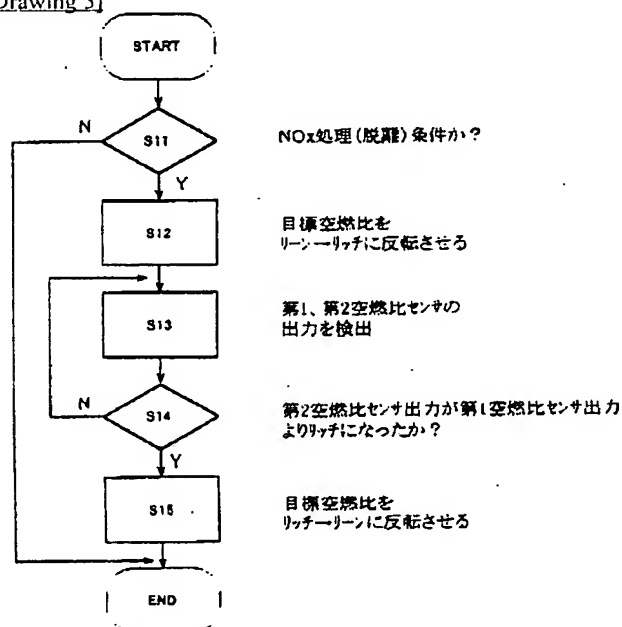 Drawing 5]
START
N
S11
NOx処理(脱離)条件か?
Y
S12
目標空燃比を
リーン→リッチに反転させる
S13
第1、第2空燃比センサの
出力を検出
N
S14
第2空燃比センサ出力が第1空燃比センサ出力
よりリッチになったか?
Y
S15
目標空燃比を
リッチ→リーンに反転させる
END